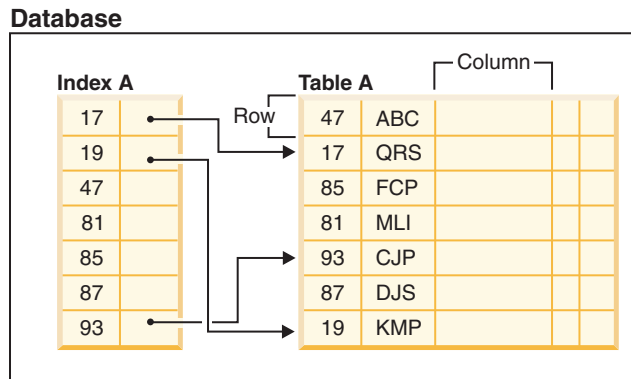 Database
Column
Index A
Table A
Row
17
47 ABC
19
17 QRS
47
85 FCP
81
81 MLI
85
93 CJP
87
87 DJS
93
19 KMP